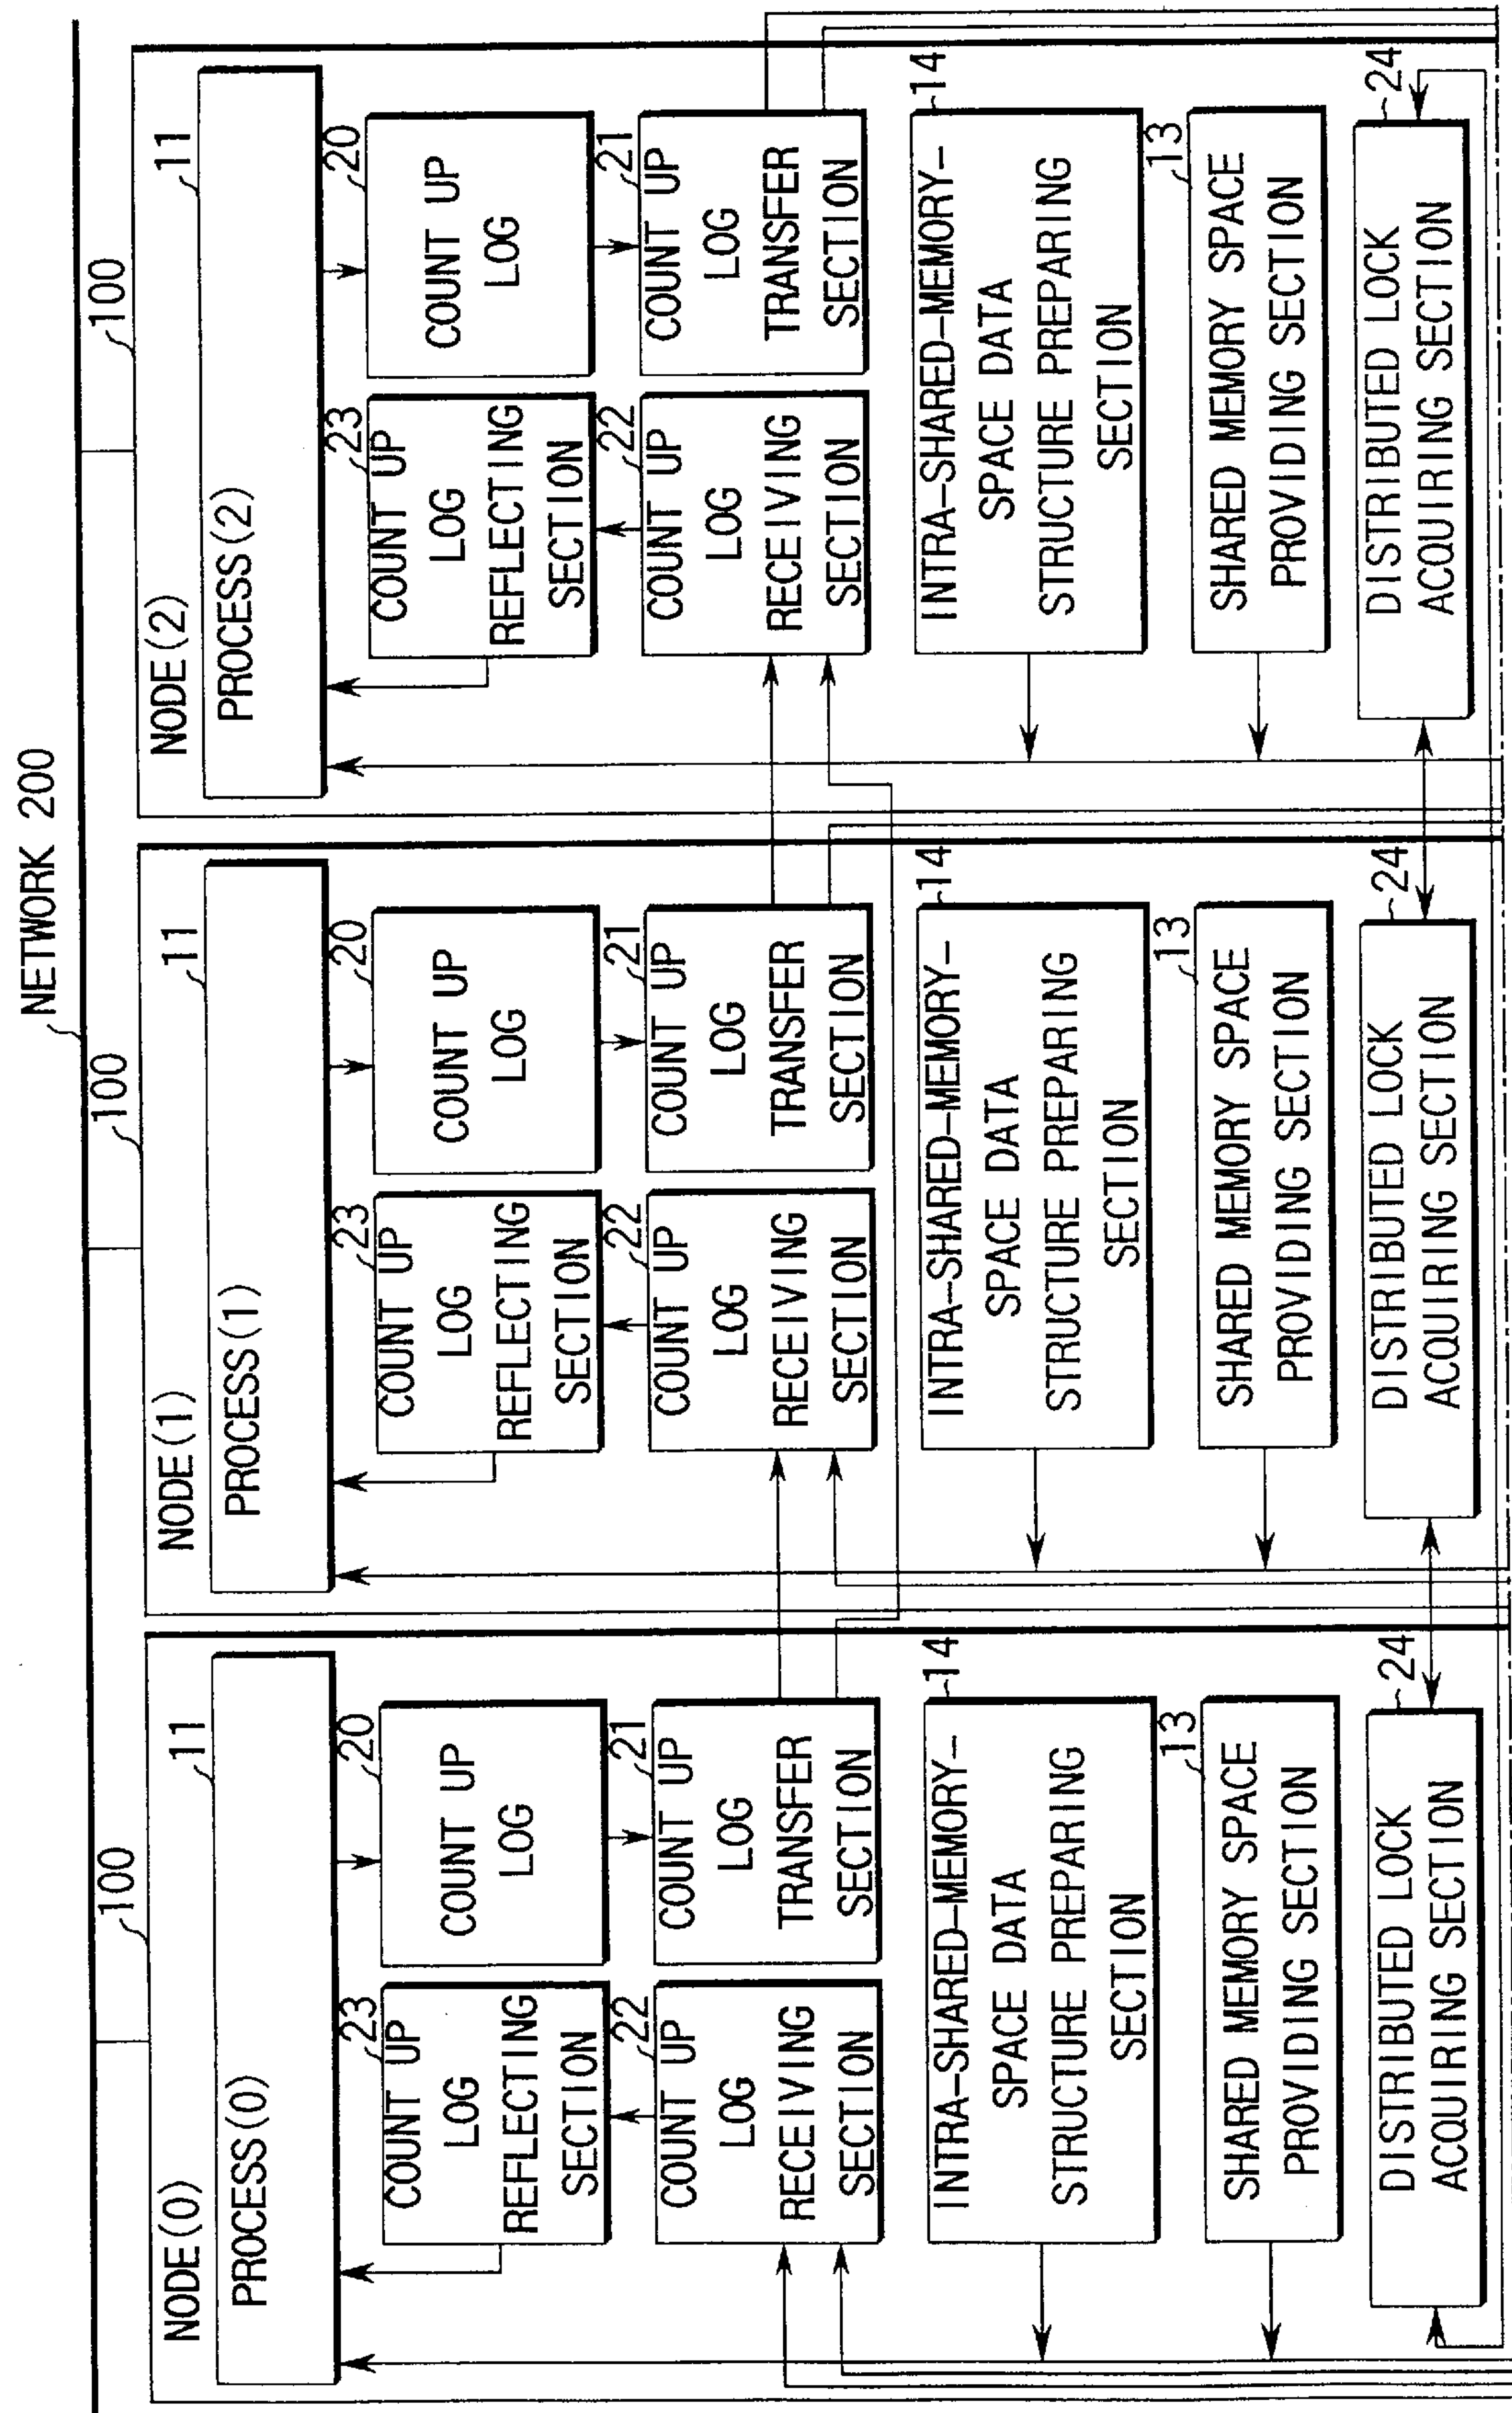 NETWORK 200
100
NODE(0)
11
PROCESS(0)
23
COUNT UP
LOG
REFLECTING
SECTION
20
COUNT UP
LOG
22
COUNT UP
LOG
RECEIVING
SECTION
21
COUNT UP
LOG
TRANSFER
SECTION
14
INTRA-SHARED-MEMORY-
SPACE DATA
STRUCTURE PREPARING
SECTION
13
SHARED MEMORY SPACE
PROVIDING SECTION
24
DISTRIBUTED LOCK
ACQUIRING SECTION
100
NODE(1)
11
PROCESS(1)
23
COUNT UP
LOG
REFLECTING
SECTION
20
COUNT UP
LOG
22
COUNT UP
LOG
RECEIVING
SECTION
21
COUNT UP
LOG
TRANSFER
SECTION
14
INTRA-SHARED-MEMORY-
SPACE DATA
STRUCTURE PREPARING
SECTION
13
SHARED MEMORY SPACE
PROVIDING SECTION
24
DISTRIBUTED LOCK
ACQUIRING SECTION
100
NODE(2)
11
PROCESS(2)
23
COUNT UP
LOG
REFLECTING
SECTION
20
COUNT UP
LOG
22
COUNT UP
LOG
RECEIVING
SECTION
21
COUNT UP
LOG
TRANSFER
SECTION
14
INTRA-SHARED-MEMORY-
SPACE DATA
STRUCTURE PREPARING
SECTION
13
SHARED MEMORY SPACE
PROVIDING SECTION
24
DISTRIBUTED LOCK
ACQUIRING SECTION